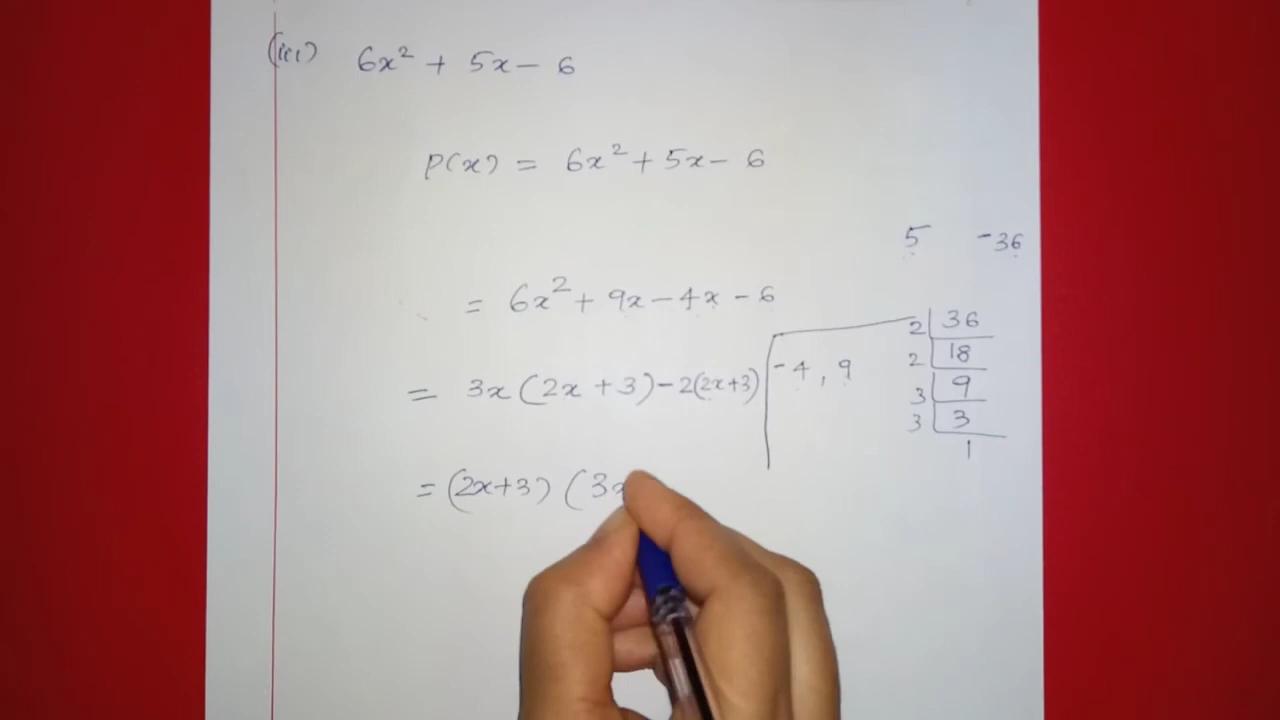 (iii) 6x² + 5x - 6
P(x) = 6x² + 5x - 6
5 -36
= 6x² + 9x - 4x - 6
2 | 36
2 | 18
= 3x (2x + 3) - 2(2x+3)
-4, 9
3 | 9
3 | 3
1
= (2x+3) (3x